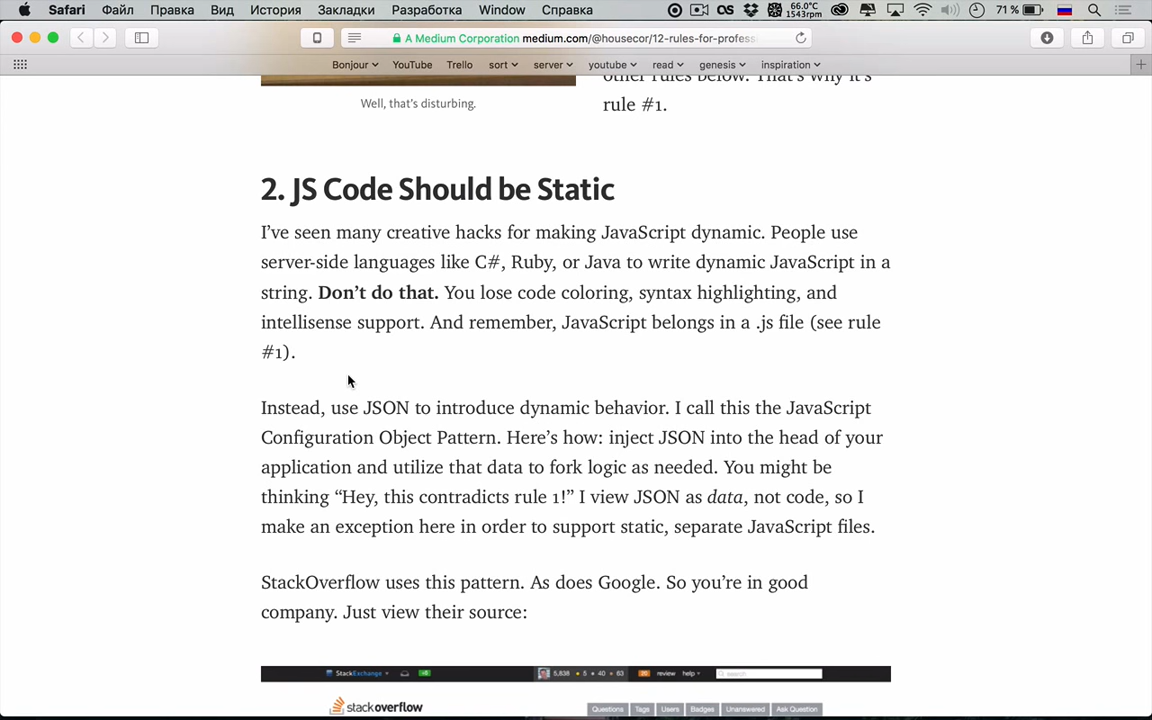 Safari Файл Правка Вид История Закладки Разработка Window Справка
66.0°C
1543rpm
71 %
A Medium Corporation medium.com/@housecor/12-rules-for-profess
Bonjour YouTube Trello sort server youtube read genesis inspiration
other rules below. That's why it's
Well, that's disturbing.
rule #1.
2. JS Code Should be Static
I've seen many creative hacks for making JavaScript dynamic. People use
server-side languages like C#, Ruby, or Java to write dynamic JavaScript in a
string. Don't do that. You lose code coloring, syntax highlighting, and
intellisense support. And remember, JavaScript belongs in a .js file (see rule
#1).
Instead, use JSON to introduce dynamic behavior. I call this the JavaScript
Configuration Object Pattern. Here's how: inject JSON into the head of your
application and utilize that data to fork logic as needed. You might be
thinking “Hey, this contradicts rule 1!” I view JSON as data, not code, so I
make an exception here in order to support static, separate JavaScript files.
StackOverflow uses this pattern. As does Google. So you're in good
company. Just view their source:
StackExchange 5,838 5 40 63 review help search
stackoverflow Questions Tags Users Badges Unanswered Ask Question